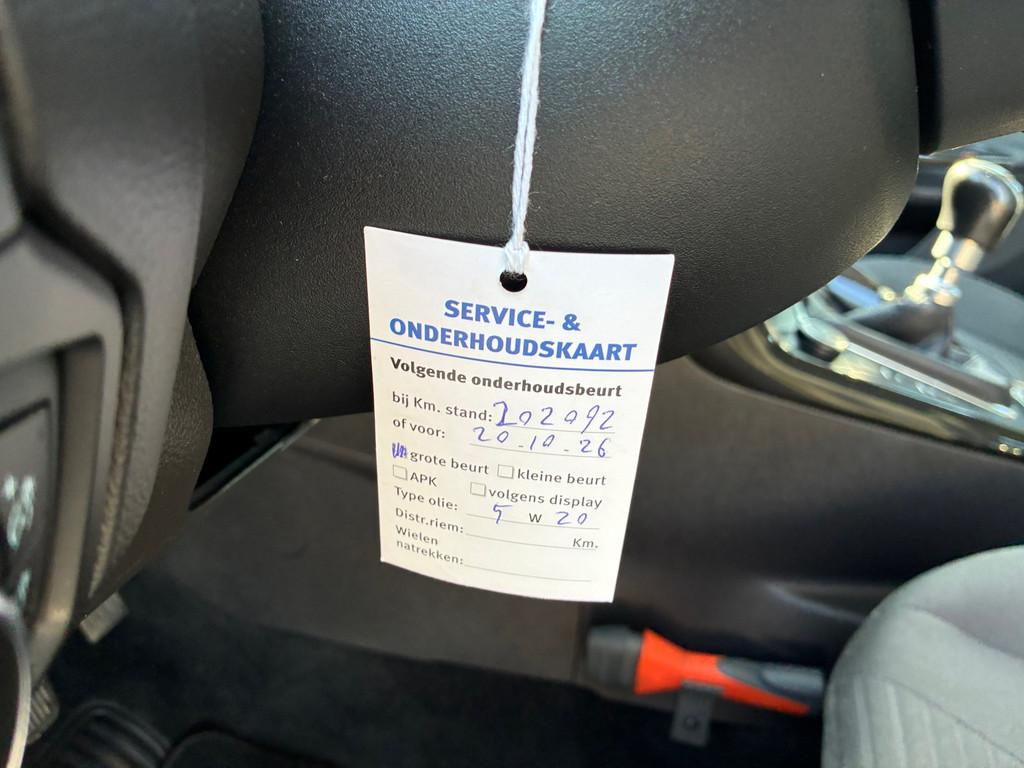 SERVICE- &
ONDERHOUDSKAART
Volgende onderhoudsbeurt
bij Km. stand: 202092
of voor: 20-10-26
grote beurt kleine beurt
APK volgens display
Type olie: 5 W 20
Distr.riem: Km.
Wielen
natrekken: